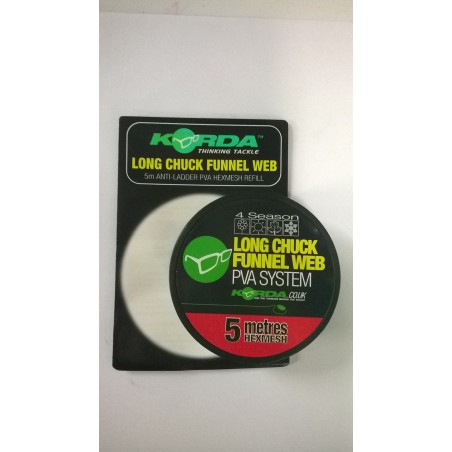 KORDA™
THINKING TACKLE
LONG CHUCK FUNNEL WEB
5m ANTI-LADDER PVA HEXMESH REFILL
4 Season
LONG CHUCK
FUNNEL WEB
PVA SYSTEM
KORDA.CO.UK
5 metres
HEXMESH